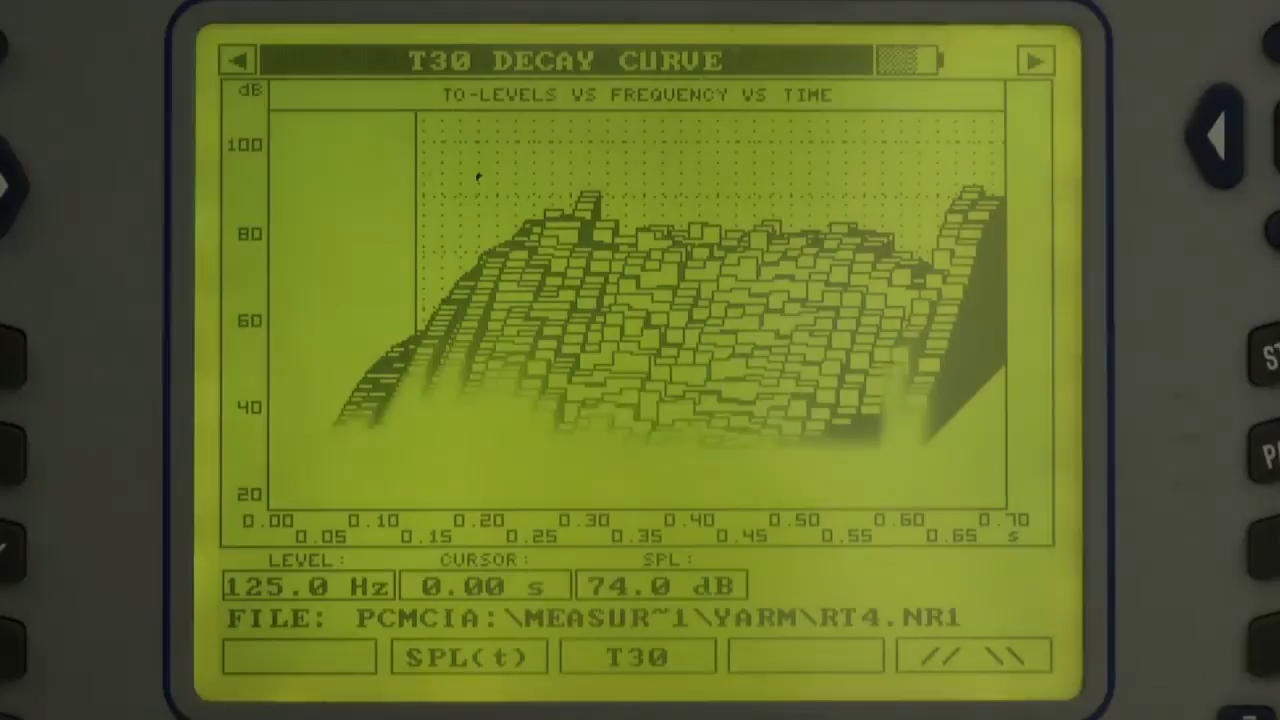 T30 DECAY CURVE
dB
TO-LEVELS VS FREQUENCY VS TIME
100
80
60
40
20
0.00 0.10 0.20 0.30 0.40 0.50 0.60 0.70
0.05 0.15 0.25 0.35 0.45 0.55 0.65 s
LEVEL: CURSOR: SPL:
125.0 Hz 0.00 s 74.0 dB
FILE: PCMCIA:\MEASUR~1\YARM\RT4.NR1
SPL(t) T30 // \\